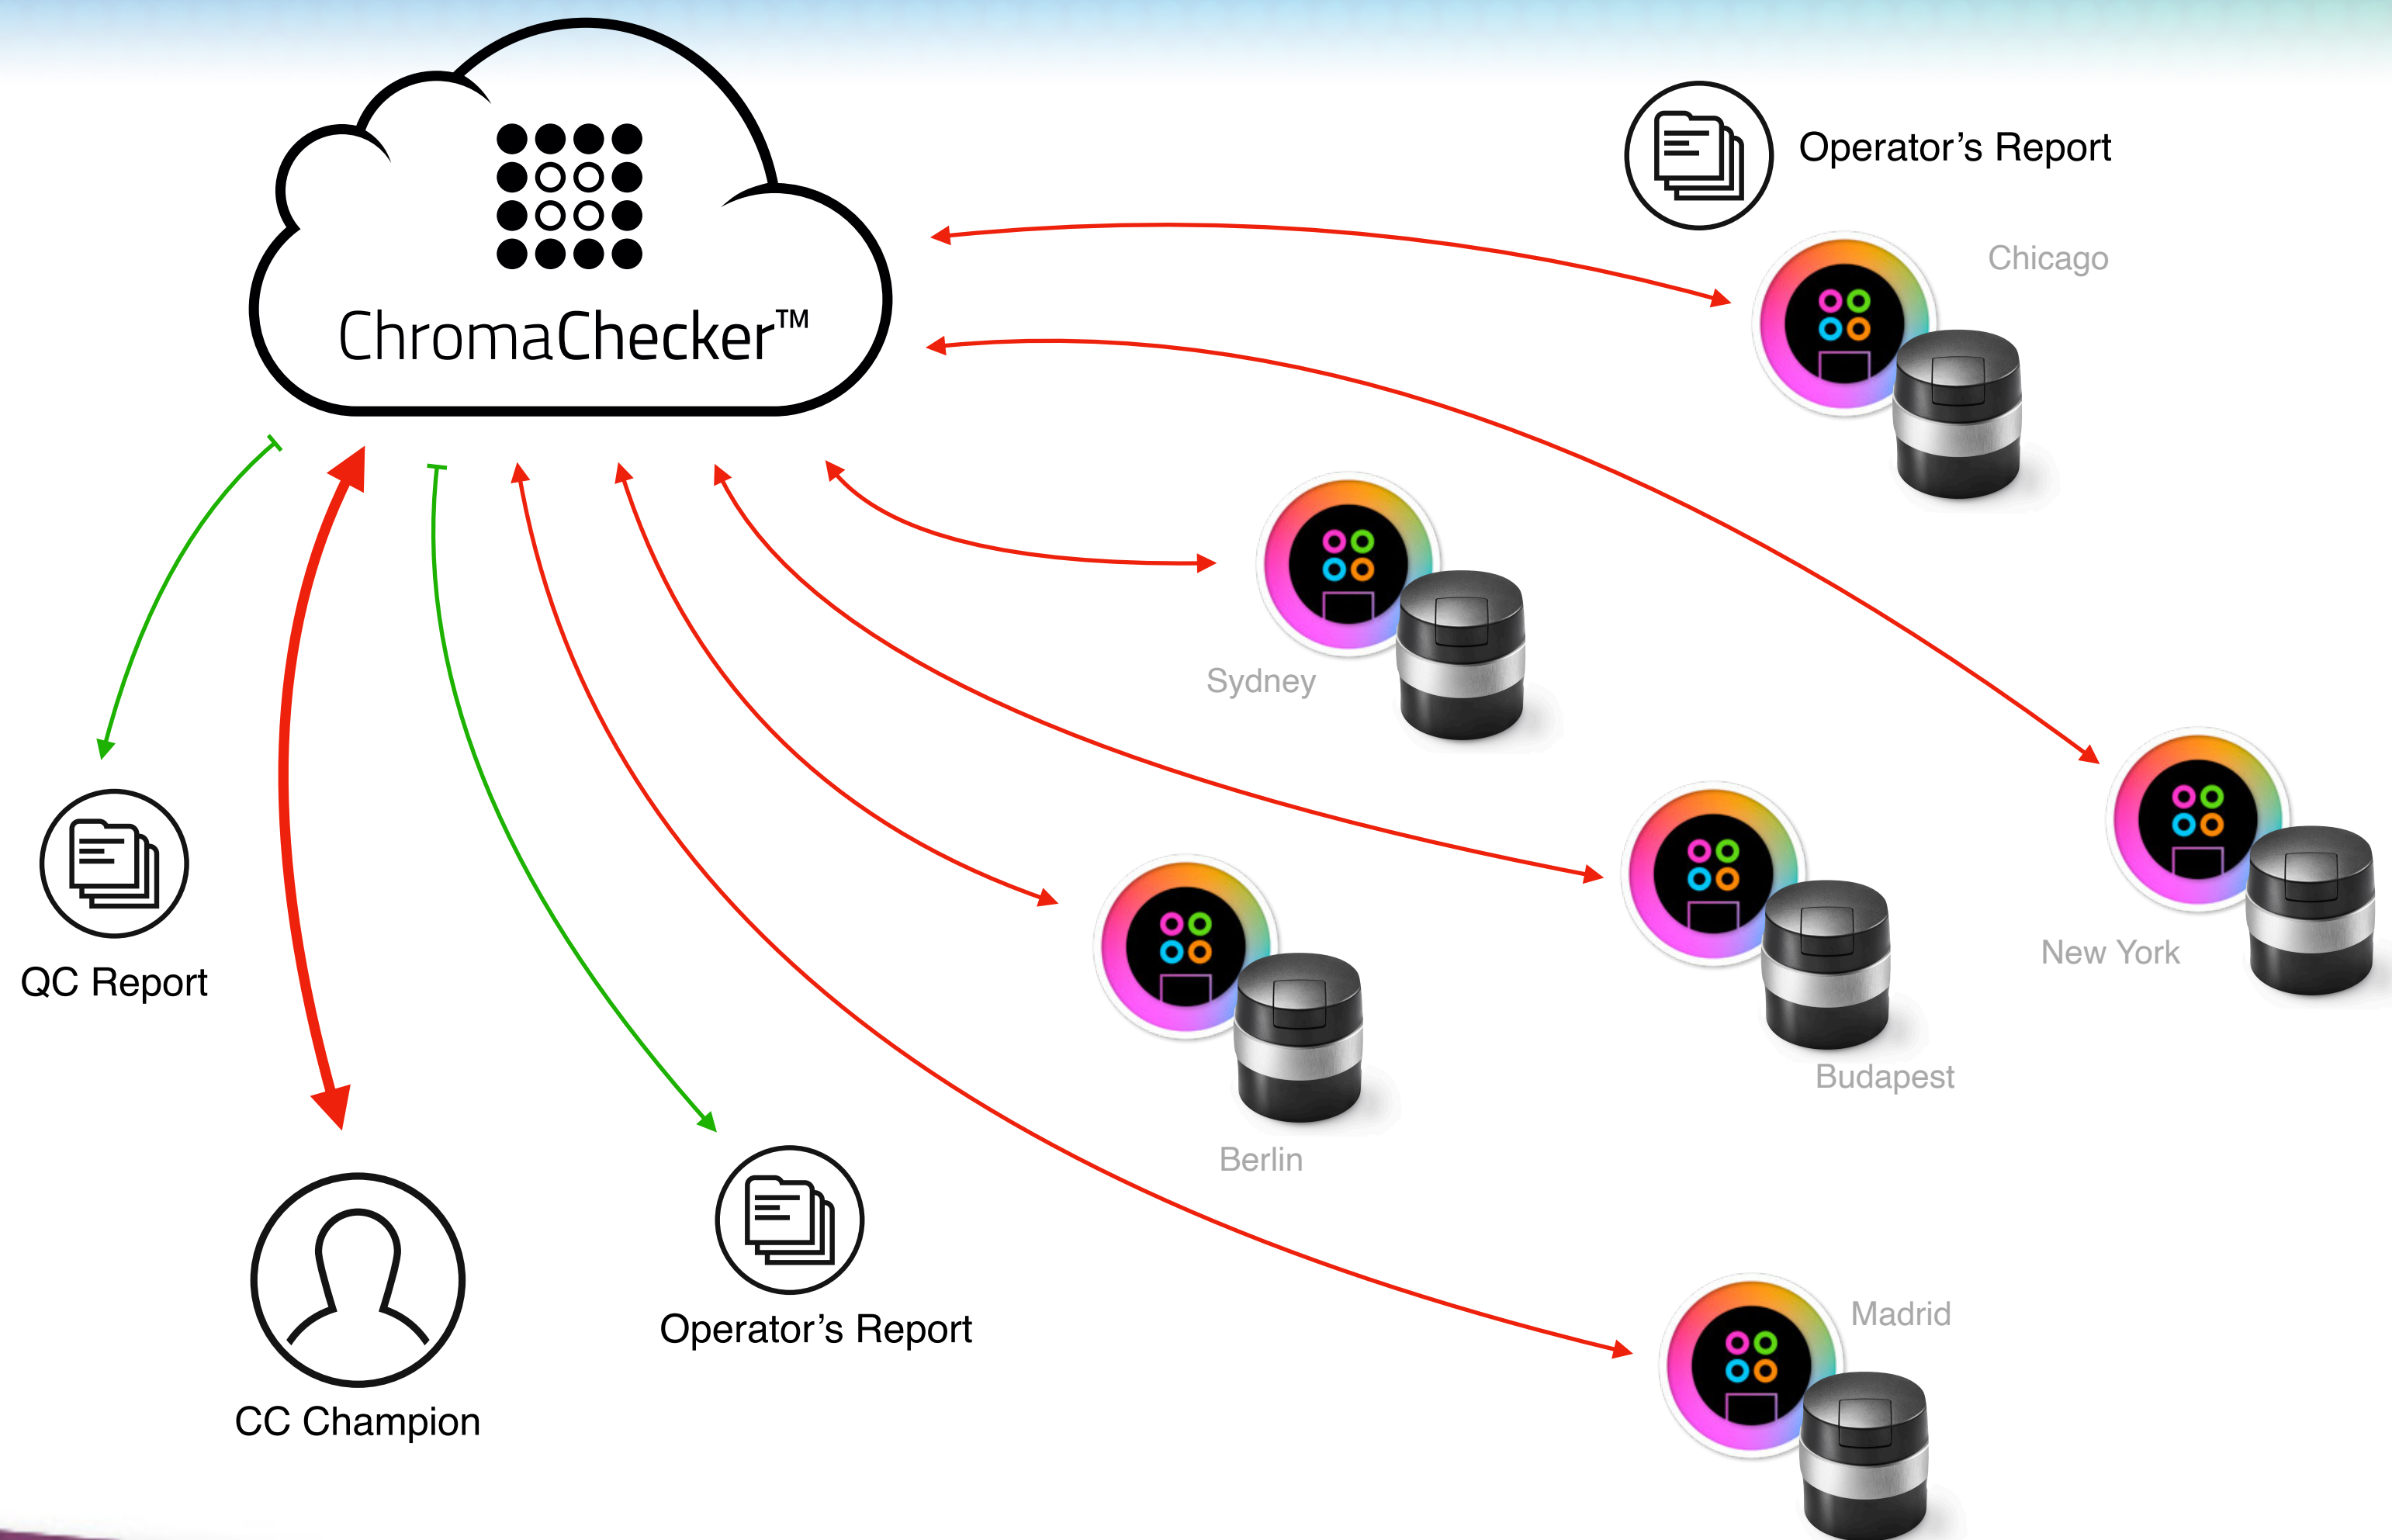 Operator’s Report
Chicago
ChromaChecker™
Sydney
QC Report
New York
Budapest
Berlin
Operator’s Report
Madrid
CC Champion